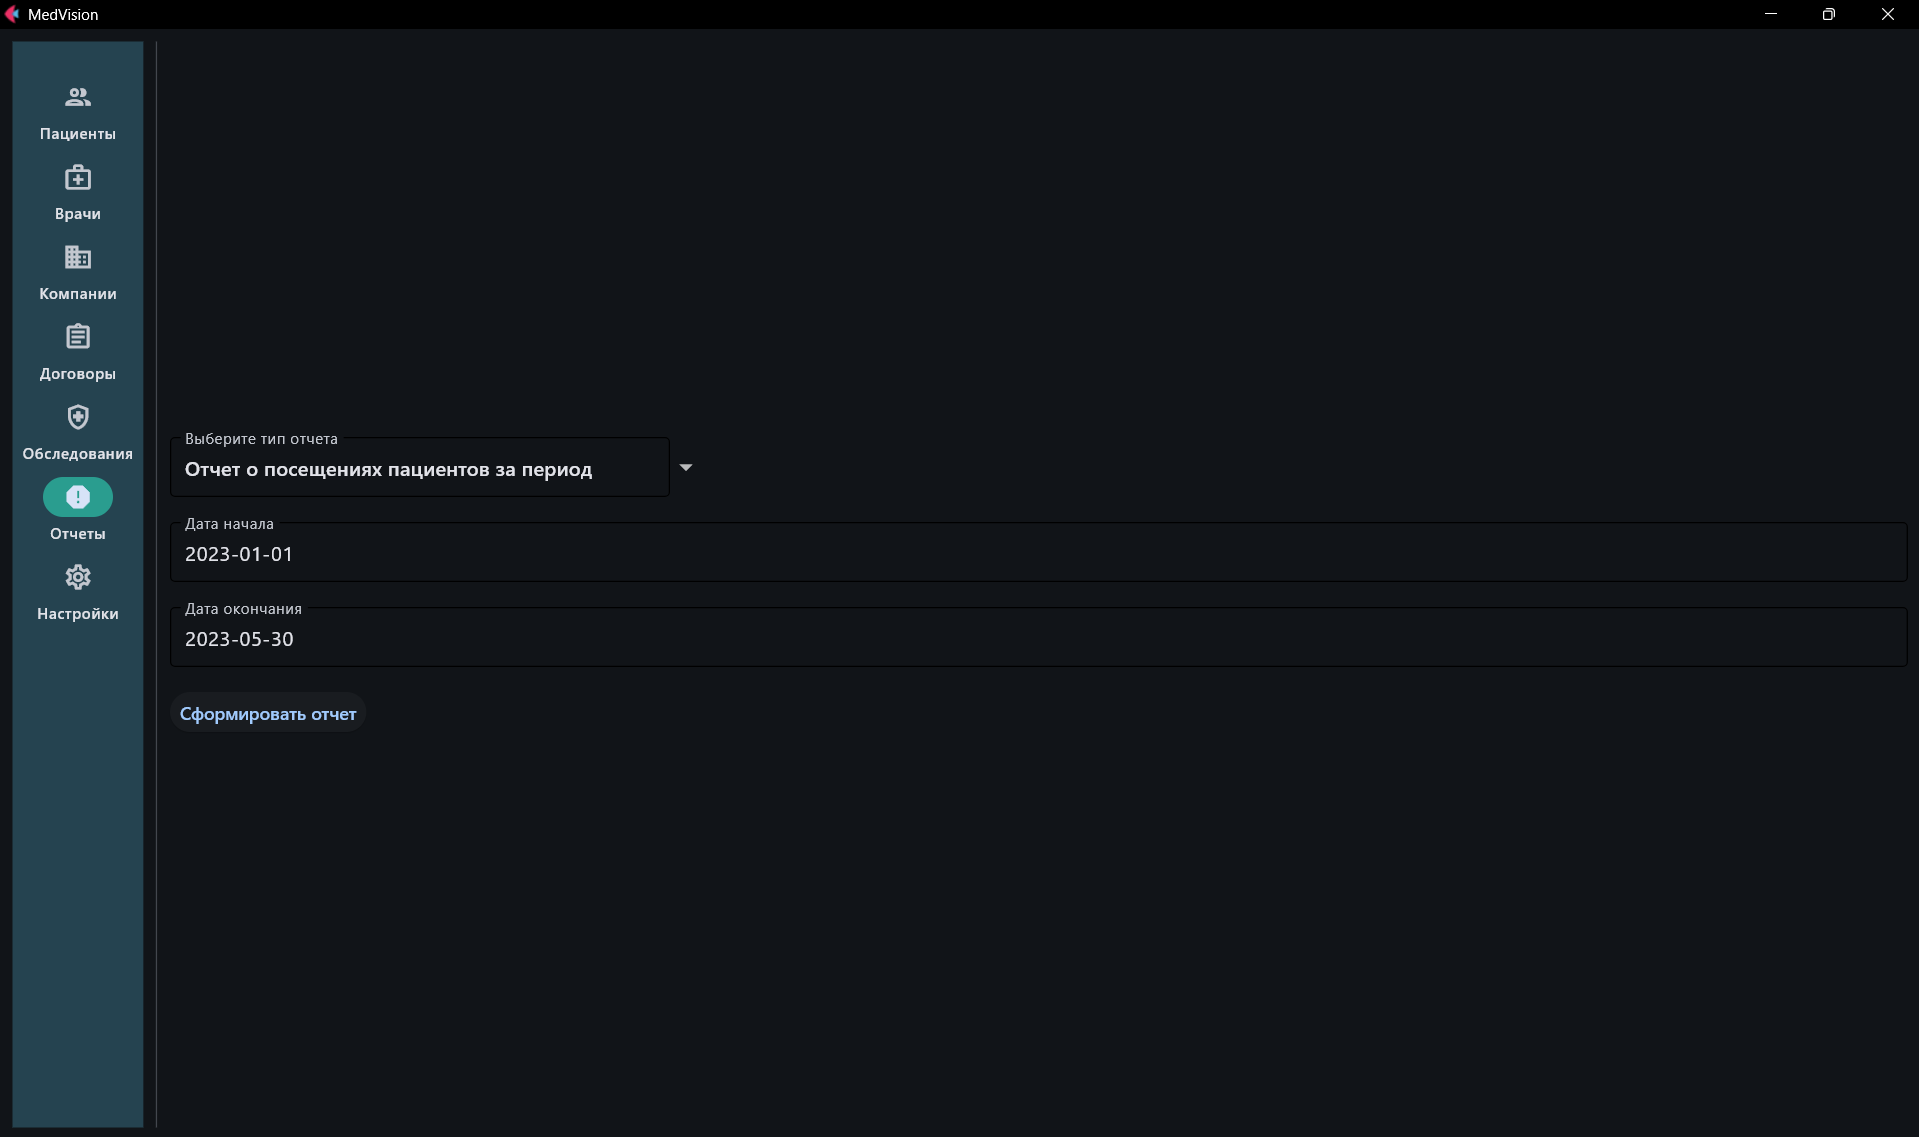 MedVision
Пациенты
Врачи
Компании
Договоры
Обследования
Отчеты
Настройки
Выберите тип отчета
Отчет о посещениях пациентов за период
Дата начала
2023-01-01
Дата окончания
2023-05-30
Сформировать отчет